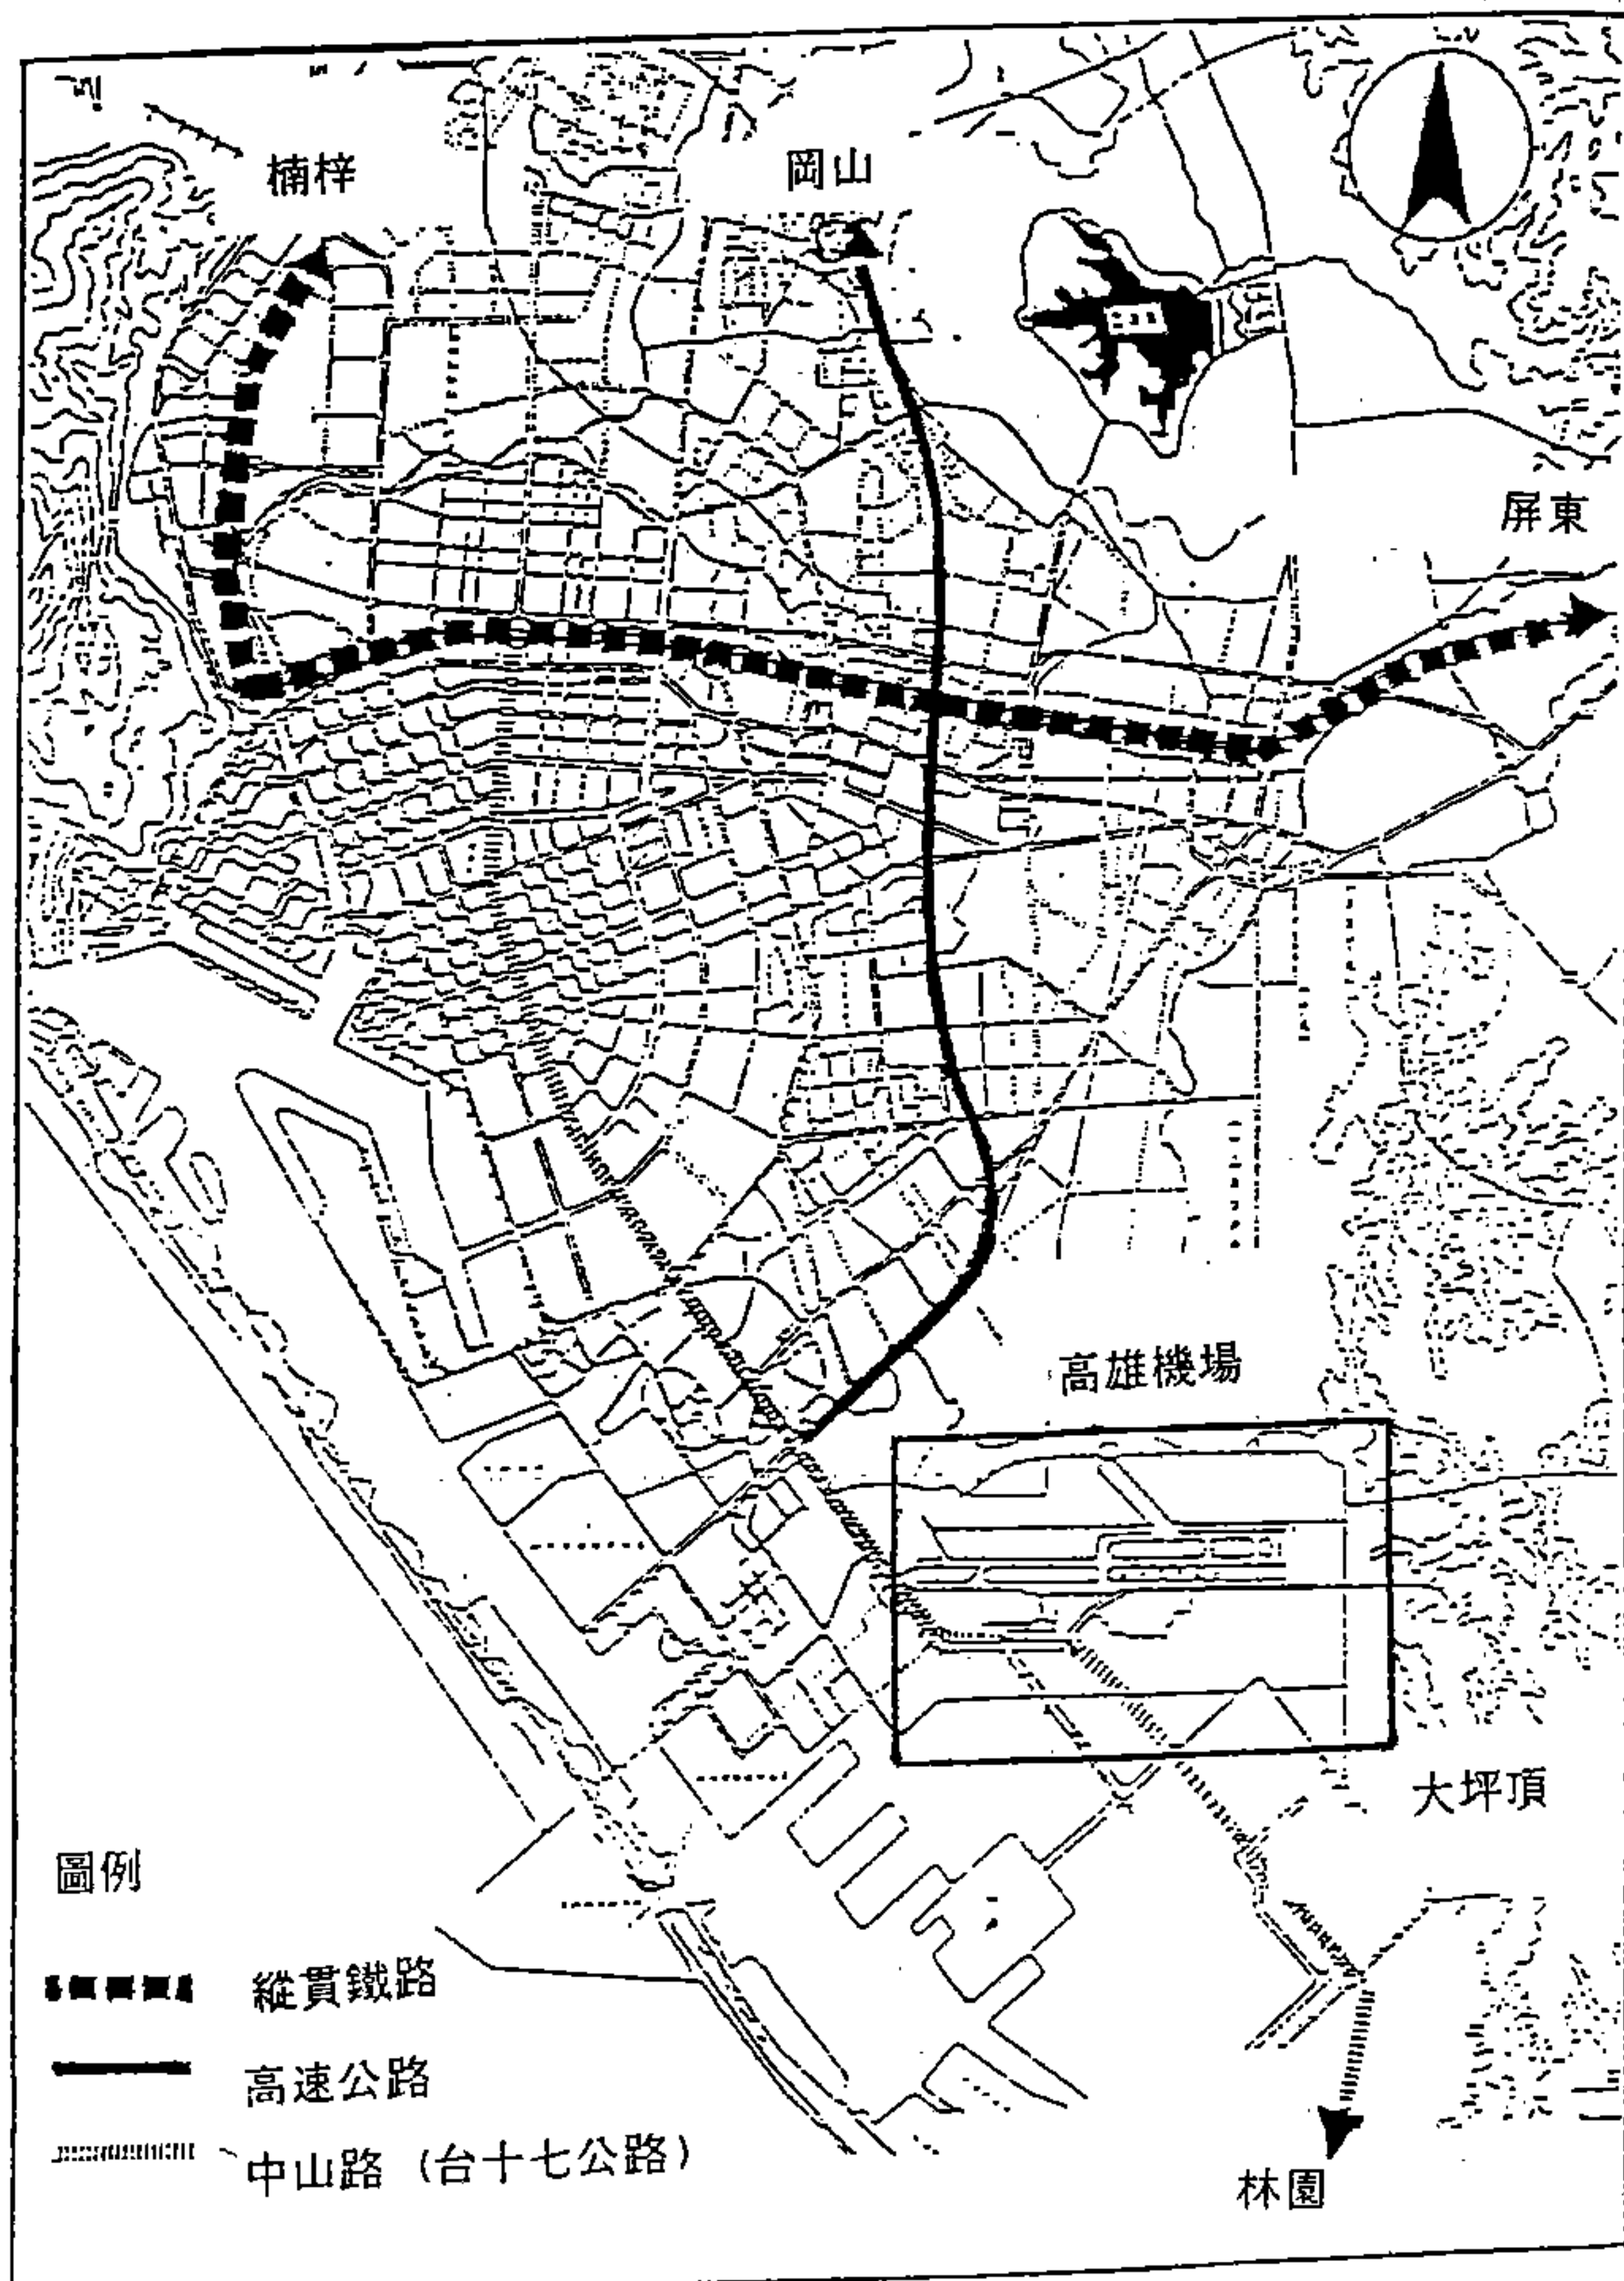 楠梓
岡山
屏東
高雄機場
大坪頂
圖例
縱貫鐵路
高速公路
中山路 (台十七公路)
林園